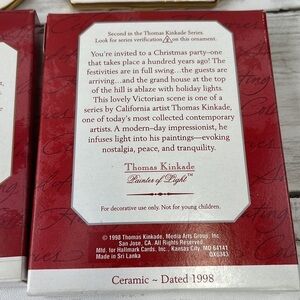 Second in the Thomas Kinkade Series.
Look for series verification 2 on this ornament.
You're invited to a Christmas party—one
that takes place a hundred years ago! The
festivities are in full swing...the guests are
arriving...and the grand house at the top
of the hill is ablaze with holiday lights.
This lovely Victorian scene is one of a
series by California artist Thomas Kinkade,
one of today's most collected contemporary
artists. A modern-day impressionist, he
infuses light into his paintings—evoking
nostalgia, peace, and tranquility.
Thomas Kinkade
Painter of Light™
For decorative use only. Not for young children.
© 1998 Thomas Kinkade, Media Arts Group, Inc.
San Jose, CA. All Rights Reserved.
Mfd. for Hallmark Cards, Inc., Kansas City, MO 64141
Made in Sri Lanka QX6343
Ceramic ~ Dated 1998